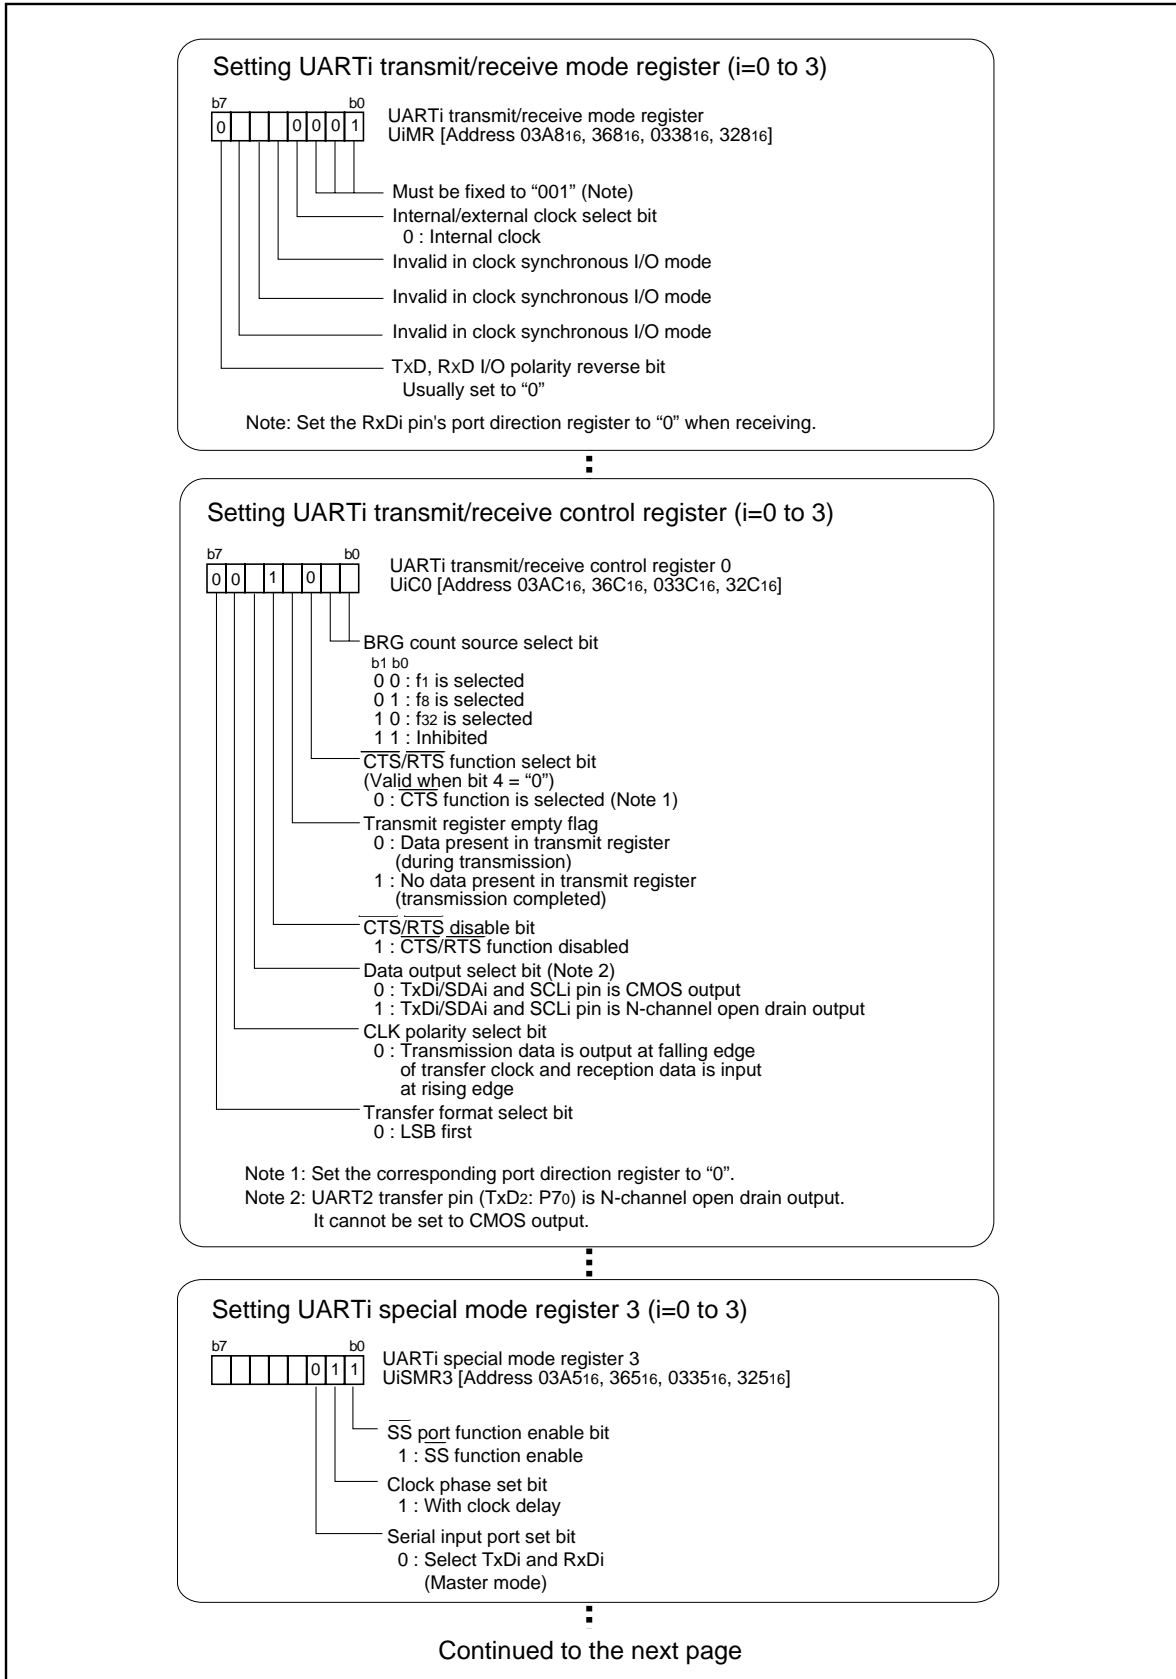 Setting UARTi transmit/receive mode register (i=0 to 3)
b7 b0
0 0 0 0 1
UARTi transmit/receive mode register
UiMR [Address 03A816, 36816, 033816, 32816]
Must be fixed to “001” (Note)
Internal/external clock select bit
0 : Internal clock
Invalid in clock synchronous I/O mode
Invalid in clock synchronous I/O mode
Invalid in clock synchronous I/O mode
TXD, RXD I/O polarity reverse bit
Usually set to “0”
Note: Set the RxDi pin's port direction register to “0” when receiving.
Setting UARTi transmit/receive control register (i=0 to 3)
b7 b0
0 0 1 0
UARTi transmit/receive control register 0
UiC0 [Address 03AC16, 36C16, 033C16, 32C16]
BRG count source select bit
b1 b0
0 0 : f1 is selected
0 1 : f8 is selected
1 0 : f32 is selected
1 1 : Inhibited
CTS/RTS function select bit
(Valid when bit 4 = “0”)
0 : CTS function is selected (Note 1)
Transmit register empty flag
0 : Data present in transmit register
(during transmission)
1 : No data present in transmit register
(transmission completed)
CTS/RTS disable bit
1 : CTS/RTS function disabled
Data output select bit (Note 2)
0 : TxDi/SDAi and SCLi pin is CMOS output
1 : TxDi/SDAi and SCLi pin is N-channel open drain output
CLK polarity select bit
0 : Transmission data is output at falling edge
of transfer clock and reception data is input
at rising edge
Transfer format select bit
0 : LSB first
Note 1: Set the corresponding port direction register to “0”.
Note 2: UART2 transfer pin (TxD2: P70) is N-channel open drain output.
It cannot be set to CMOS output.
Setting UARTi special mode register 3 (i=0 to 3)
b7 b0
0 1 1
UARTi special mode register 3
UiSMR3 [Address 03A516, 36516, 033516, 32516]
SS port function enable bit
1 : SS function enable
Clock phase set bit
1 : With clock delay
Serial input port set bit
0 : Select TxDi and RxDi
(Master mode)
Continued to the next page